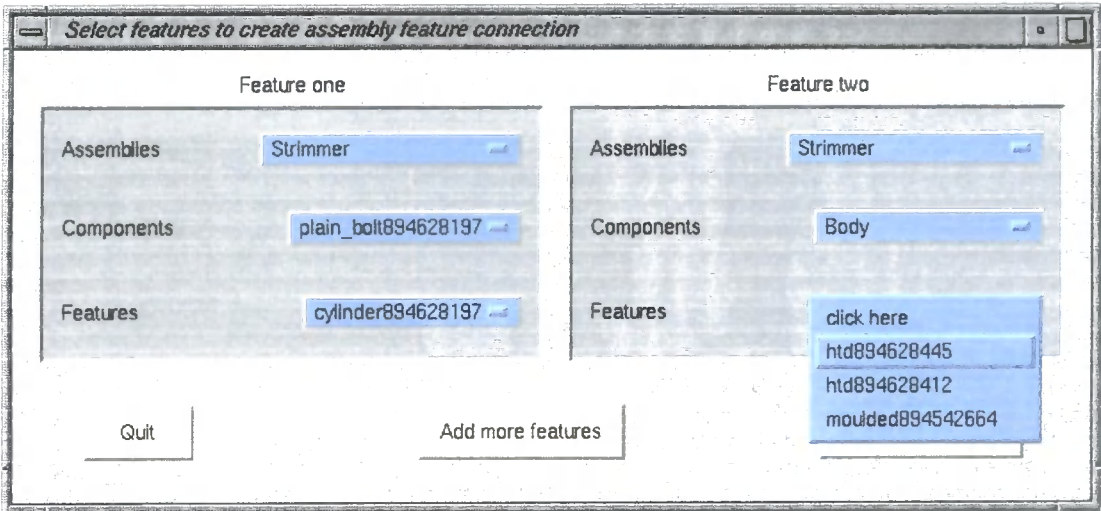 Select features to create assembly feature connection
Feature one
Feature two
Assemblies
Strimmer
Assemblies
Strimmer
Components
plain_bolt894628197
Components
Body
Features
cylinder894628197
Features
click here
htd894628445
htd894628412
moulded894542664
Quit
Add more features